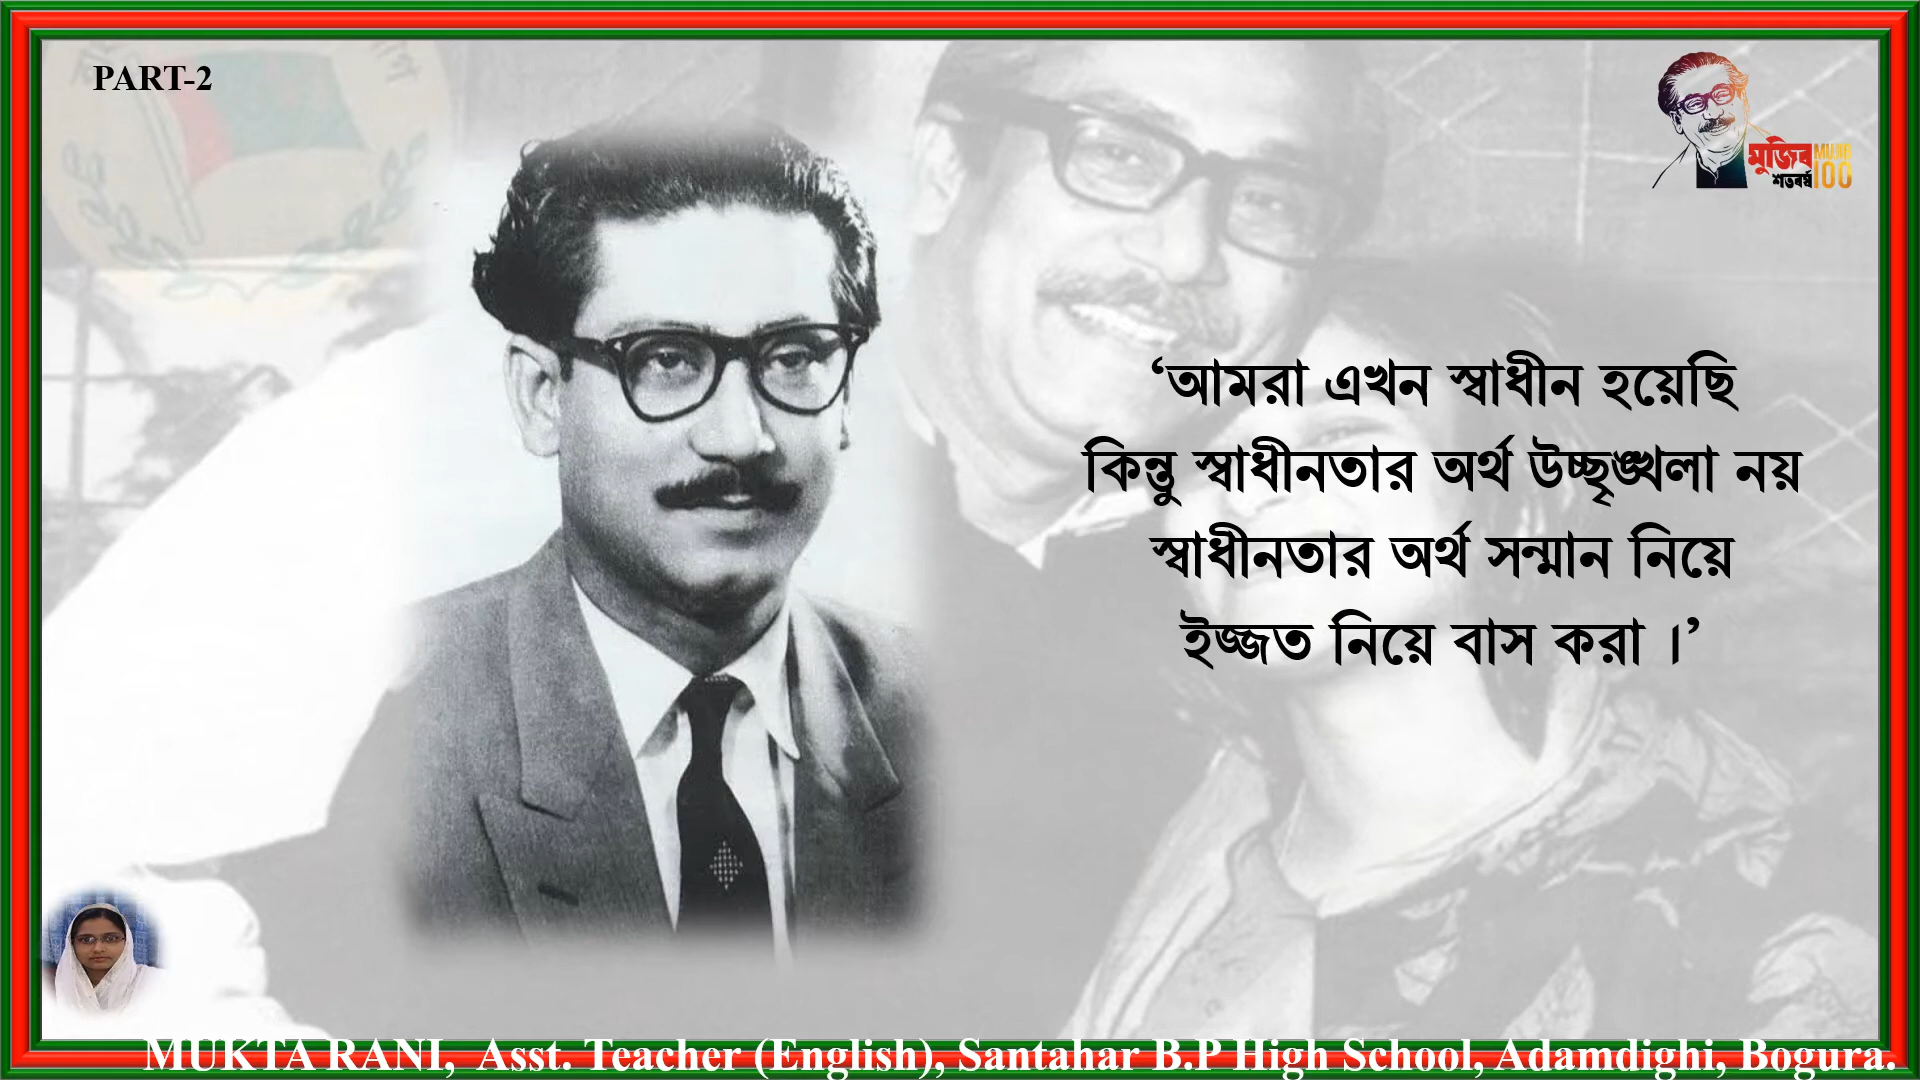 PART-2
মুজিব MUJIB
শতবর্ষ 100
‘আমরা এখন স্বাধীন হয়েছি
কিন্তু স্বাধীনতার অর্থ উচ্ছৃঙ্খলা নয়
স্বাধীনতার অর্থ সন্মান নিয়ে
ইজ্জত নিয়ে বাস করা ।’
MUKTA RANI, Asst. Teacher (English), Santahar B.P High School, Adamdighi, Bogura.